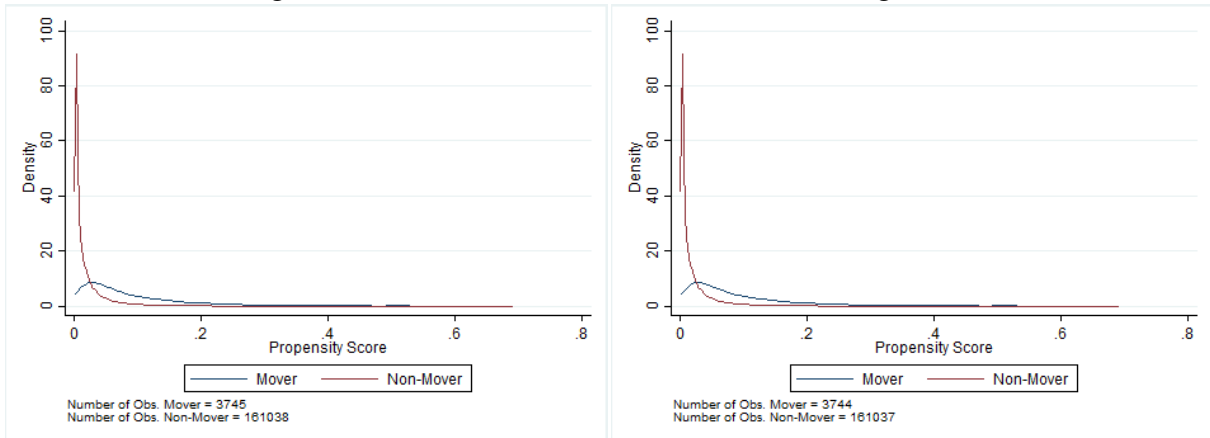 100
80
60
40
20
0
Density
0 .2 .4 .6 .8
Propensity Score
Mover Non-Mover
Number of Obs. Mover = 3745
Number of Obs. Non-Mover = 161038
100
80
60
40
20
0
Density
0 .2 .4 .6 .8
Propensity Score
Mover Non-Mover
Number of Obs. Mover = 3744
Number of Obs. Non-Mover = 161037